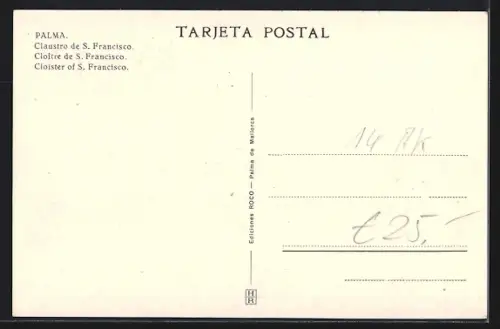 TARJETA POSTAL
PALMA.
Claustro de S. Francisco.
Cloître de S. Francisco.
Cloister of S. Francisco.
Ediciones ROCO — Palma de Mallorca
14 AK
€ 25,-